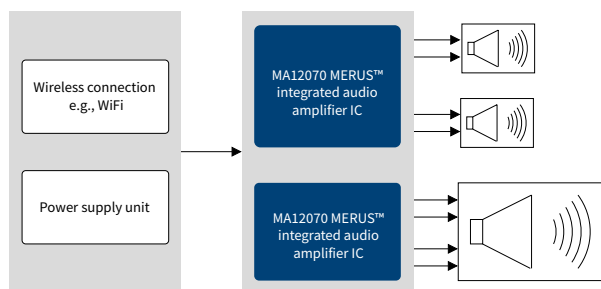 Wireless connection
e.g., WiFi
Power supply unit
MA12070 MERUS™
integrated audio
amplifier IC
MA12070 MERUS™
integrated audio
amplifier IC